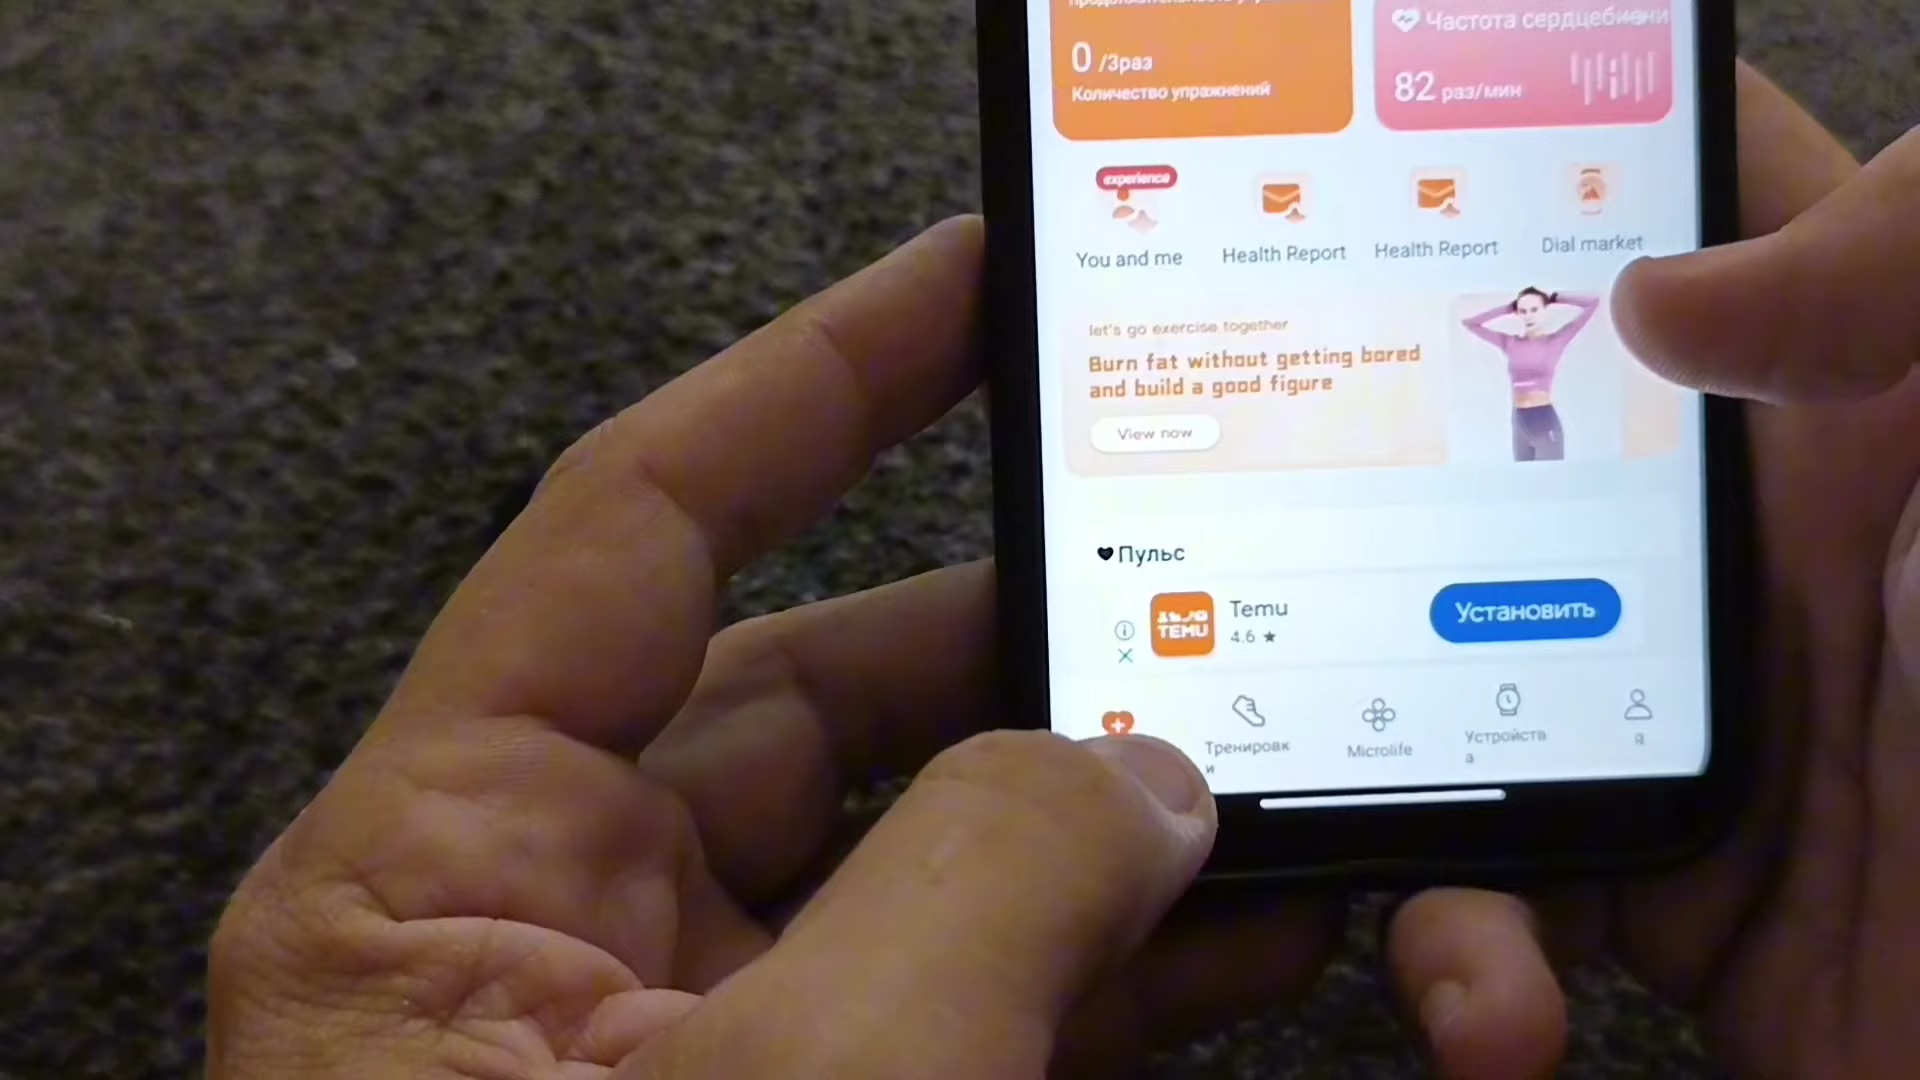 0 /3раз
Количество упражнений
Частота сердцебиени
82 раз/мин
experience
You and me
Health Report
Health Report
Dial market
let's go exercise together
Burn fat without getting bored
and build a good figure
View now
Пульс
TEMU
Temu
4.6 ★
Установить
Тренировк
и
Microlife
Устройств
а
Я